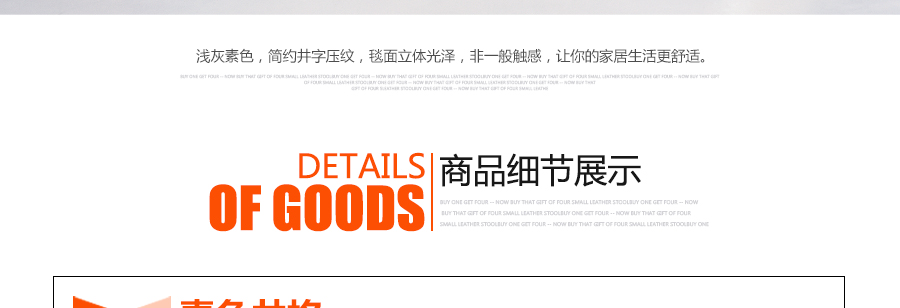 浅灰素色，简约井字压纹，毯面立体光泽，非一般触感，让你的家居生活更舒适。
BUY ONE GET FOUR -- NOW BUY THAT GIFT OF FOUR SMALL LEATHER STOOLBUY ONE GET FOUR -- NOW BUY THAT GIFT OF FOUR SMALL LEATHER STOOLBUY ONE GET FOUR -- NOW BUY THAT GIFT OF FOUR SMALL LEATHER STOOLBUY ONE GET FOUR -- NOW BUY THAT GIFT
OF FOUR SMALL LEATHER STOOLBUY ONE GET FOUR -- NOW BUY THAT GIFT OF FOUR SMALL LEATHER STOOLBUY ONE GET FOUR -- NOW BUY THAT
GIFT OF FOUR SLEATHER STOOLBUY ONE GET FOUR -- NOW BUY THAT GIFT OF FOUR SMALL LEATHE
DETAILS
OF GOODS
商品细节展示
BUY ONE GET FOUR -- NOW BUY THAT GIFT OF FOUR SMALL LEATHER STOOLBUY ONE GET FOUR -- NOW
BUY THAT GIFT OF FOUR SMALL LEATHER STOOLBUY ONE GET FOUR -- NOW BUY THAT GIFT OF FOUR
SMALL LEATHER STOOLBUY ONE GET FOUR -- NOW BUY THAT GIFT OF FOUR SMALL LEATHER STOOLBUY ONE